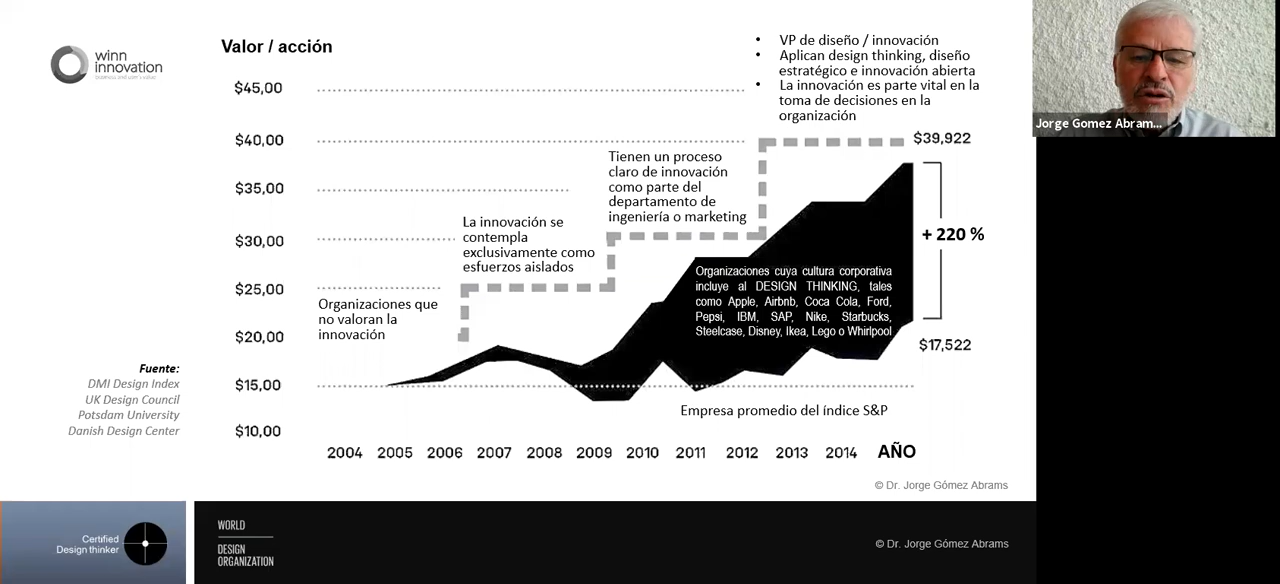 winn
innovation
business and user's value
Valor / acción
$45,00
$40,00
$35,00
$30,00
$25,00
$20,00
$15,00
$10,00
• VP de diseño / innovación
• Aplican design thinking, diseño
estratégico e innovación abierta
• La innovación es parte vital en la
toma de decisiones en la
organización
$39,922
Tienen un proceso
claro de innovación
como parte del
departamento de
ingeniería o marketing
La innovación se
contempla
exclusivamente como
esfuerzos aislados
Organizaciones que
no valoran la
innovación
+ 220 %
Organizaciones cuya cultura corporativa
incluye al DESIGN THINKING, tales
como Apple, Airbnb, Coca Cola, Ford,
Pepsi, IBM, SAP, Nike, Starbucks,
Steelcase, Disney, Ikea, Lego o Whirlpool
$17,522
Empresa promedio del índice S&P
Fuente:
DMI Design Index
UK Design Council
Potsdam University
Danish Design Center
2004 2005 2006 2007 2008 2009 2010 2011 2012 2013 2014 AÑO
© Dr. Jorge Gómez Abrams
Certified
Design thinker
WORLD
DESIGN
ORGANIZATION
© Dr. Jorge Gómez Abrams
Jorge Gomez Abram...